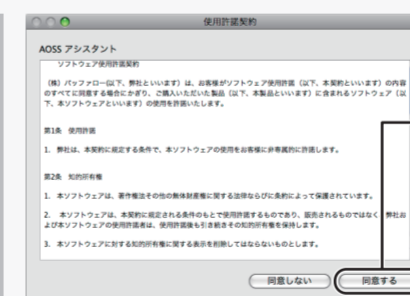 使用許諾契約
AOSS アシスタント
ソフトウェア使用許諾契約
(株) バッファロー(以下、弊社といいます) は、お客様がソフトウェア使用許諾 (以下、本契約といいます) の内容
のすべてに同意する場合にかぎり、ご購入いただいた製品 (以下、本製品といいます) に含まれるソフトウェア (以
下、本ソフトウェアといいます) の使用を許諾いたします。
第1条 使用許諾
1. 弊社は、本契約に規定する条件で、本ソフトウェアの使用をお客様に非専属的に許諾します。
第2条 知的所有権
1. 本ソフトウェアは、著作権法その他の無体財産権に関する法律ならびに条約によって保護されています。
2. 本ソフトウェアは、本契約に規定される条件のもとで使用許諾するものであり、販売されるものではなく 弊社お
よび本ソフトウェアの使用許諾者は、使用許諾後も引き続きその知的所有権を保持します。
3. 本ソフトウェアに対する知的所有権に関する表示を削除してはならないものとします。
同意しない 同意する